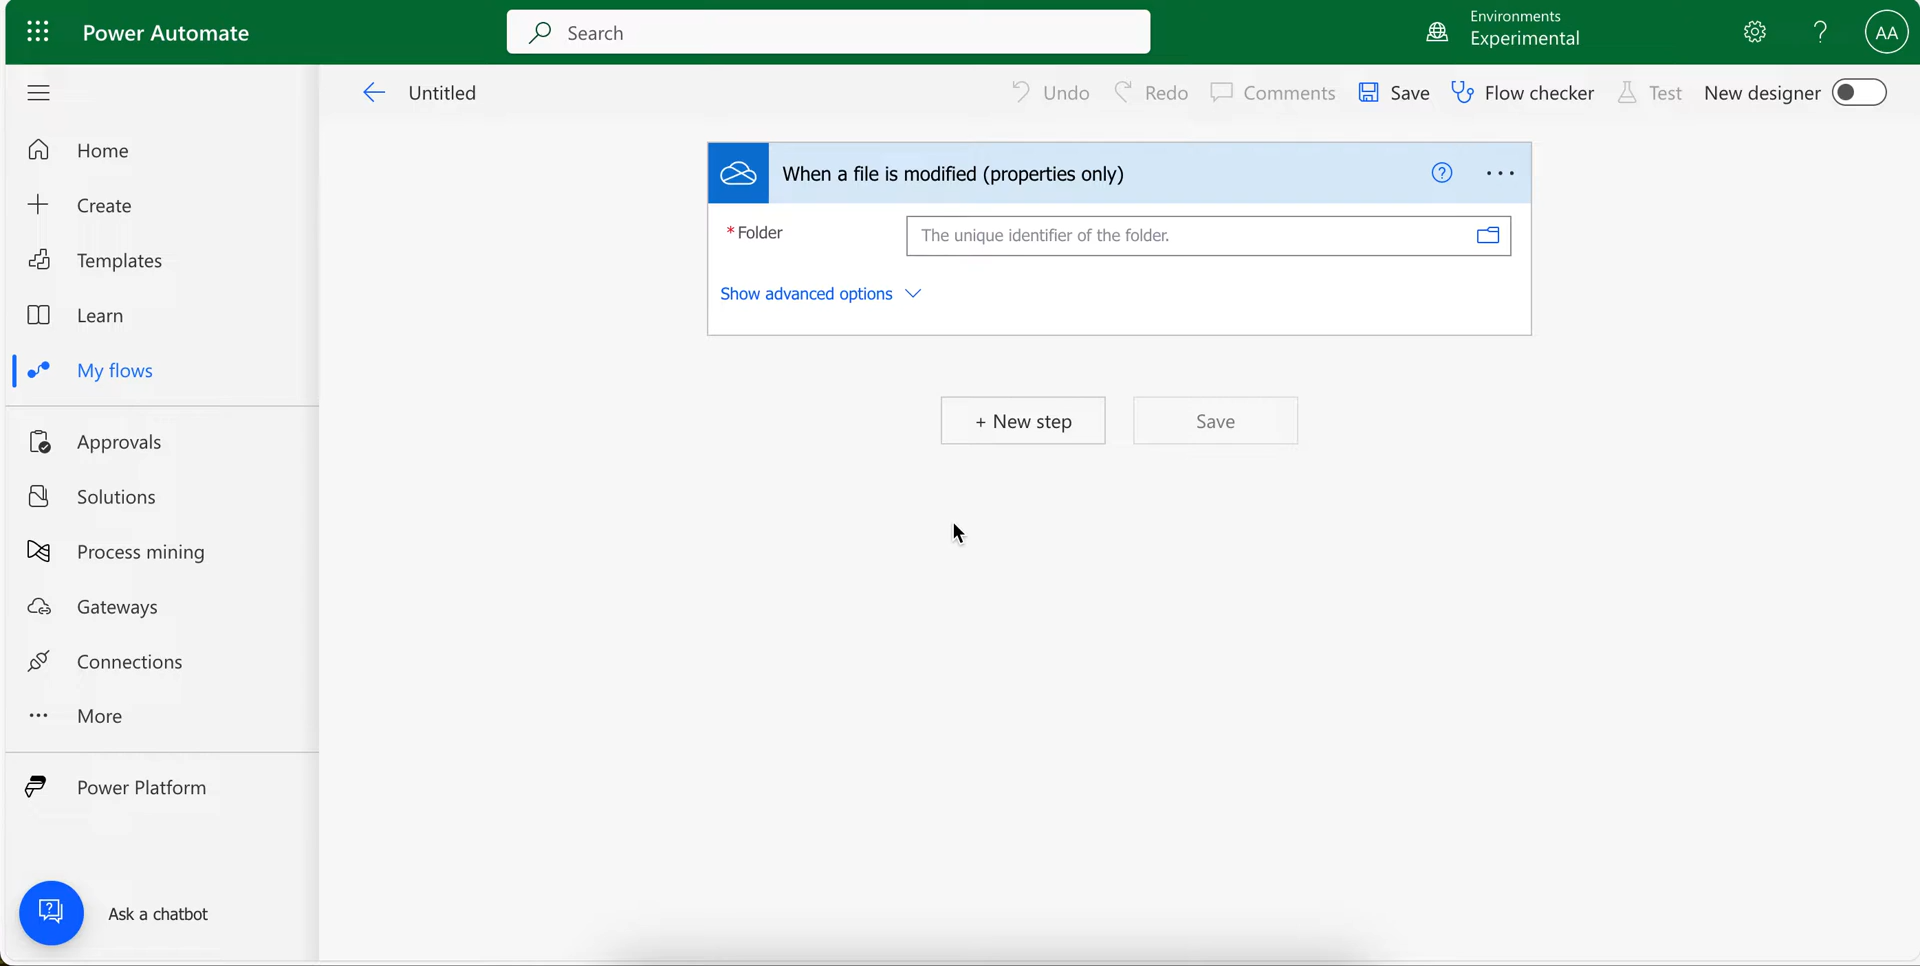 Power Automate
Search
Environments
Experimental
?
AA
Untitled
Undo
Redo
Comments
Save
Flow checker
Test
New designer
Home
Create
Templates
Learn
My flows
Approvals
Solutions
Process mining
Gateways
Connections
More
Power Platform
Ask a chatbot
When a file is modified (properties only)
?
* Folder
The unique identifier of the folder.
Show advanced options
+ New step
Save